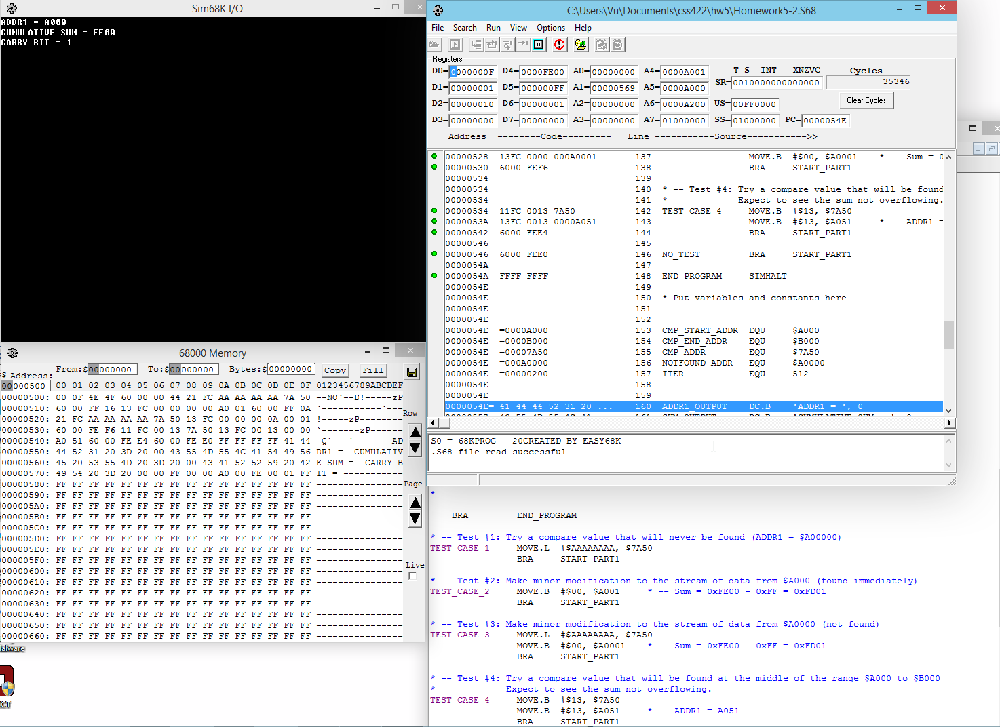 Sim68K I/O
ADDR1 = A000
CUMULATIVE SUM = FE00
CARRY BIT = 1
C:\Users\Vu\Documents\css422\hw5\Homework5-2.S68
File Search Run View Options Help
Registers
D0= 0000000F D4= 0000FE00 A0= 00000000 A4= 0000A001 T S INT XNZVC Cycles
D1= 00000001 D5= 000000FF A1= 00000569 A5= 0000A000 SR= 0010000000000000 35346
D2= 00000010 D6= 00000001 A2= 00000000 A6= 0000A200 US= 00FF0000 Clear Cycles
D3= 00000000 D7= 00000000 A3= 00000000 A7= 01000000 SS= 01000000 PC= 0000054E
Address --------Code--------- Line -----------Source----------->>
00000528 13FC 0000 000A0001 137 MOVE.B #$00, $A0001 * -- Sum = 0
00000530 6000 FEF6 138 BRA START_PART1
00000534 139
00000534 140 * -- Test #4: Try a compare value that will be found
00000534 141 * Expect to see the sum not overflowing.
00000534 11FC 0013 7A50 142 TEST_CASE_4 MOVE.B #$13, $7A50
0000053A 13FC 0013 0000A051 143 MOVE.B #$13, $A051 * -- ADDR1 =
00000542 6000 FEE4 144 BRA START_PART1
00000546 145
00000546 6000 FEE0 146 NO_TEST BRA START_PART1
0000054A 147
0000054A FFFF FFFF 148 END_PROGRAM SIMHALT
0000054E 149
0000054E 150 * Put variables and constants here
0000054E 151
0000054E 152
0000054E =0000A000 153 CMP_START_ADDR EQU $A000
0000054E =0000B000 154 CMP_END_ADDR EQU $B000
0000054E =00007A50 155 CMP_ADDR EQU $7A50
0000054E =000A0000 156 NOTFOUND_ADDR EQU $A0000
0000054E =00000200 157 ITER EQU 512
0000054E 158
0000054E 159
0000054E= 41 44 44 52 31 20 ... 160 ADDR1_OUTPUT DC.B 'ADDR1 = ', 0
S0 = 68KPROG 20CREATED BY EASY68K
.S68 file read successful
68000 Memory
From:$ 00000000 To:$ 00000000 Bytes:$ 00000000 Copy Fill
$ Address:
00000500 00 01 02 03 04 05 06 07 08 09 0A 0B 0C 0D 0E 0F 0123456789ABCDEF
00000500: 00 0F 4E 4F 60 00 00 44 21 FC AA AA AA AA 7A 50 --NO`--D!-----zP
00000510: 60 00 FF 16 13 FC 00 00 00 00 A0 01 60 00 FF 0A `-----------`---
00000520: 21 FC AA AA AA AA 7A 50 13 FC 00 00 00 0A 00 01 !-----zP--------
00000530: 60 00 FE F6 11 FC 00 13 7A 50 13 FC 00 13 00 00 `-------zP------
00000540: A0 51 60 00 FE E4 60 00 FE E0 FF FF FF FF 41 44 -Q`---`-------AD
00000550: 44 52 31 20 3D 20 00 43 55 4D 55 4C 41 54 49 56 DR1 = -CUMULATIV
00000560: 45 20 53 55 4D 20 3D 20 00 43 41 52 52 59 20 42 E SUM = -CARRY B
00000570: 49 54 20 3D 20 00 00 FF 00 00 A0 00 FE 00 01 FF IT = -----------
00000580: FF FF FF FF FF FF FF FF FF FF FF FF FF FF FF FF ----------------
00000590: FF FF FF FF FF FF FF FF FF FF FF FF FF FF FF FF ----------------
000005A0: FF FF FF FF FF FF FF FF FF FF FF FF FF FF FF FF ----------------
000005B0: FF FF FF FF FF FF FF FF FF FF FF FF FF FF FF FF ----------------
000005C0: FF FF FF FF FF FF FF FF FF FF FF FF FF FF FF FF ----------------
000005D0: FF FF FF FF FF FF FF FF FF FF FF FF FF FF FF FF ----------------
000005E0: FF FF FF FF FF FF FF FF FF FF FF FF FF FF FF FF ----------------
000005F0: FF FF FF FF FF FF FF FF FF FF FF FF FF FF FF FF ----------------
00000600: FF FF FF FF FF FF FF FF FF FF FF FF FF FF FF FF ----------------
00000610: FF FF FF FF FF FF FF FF FF FF FF FF FF FF FF FF ----------------
00000620: FF FF FF FF FF FF FF FF FF FF FF FF FF FF FF FF ----------------
00000630: FF FF FF FF FF FF FF FF FF FF FF FF FF FF FF FF ----------------
00000640: FF FF FF FF FF FF FF FF FF FF FF FF FF FF FF FF ----------------
00000650: FF FF FF FF FF FF FF FF FF FF FF FF FF FF FF FF ----------------
00000660: FF FF FF FF FF FF FF FF FF FF FF FF FF FF FF FF ----------------
Row
Page
Live
* -----------------------------------
BRA END_PROGRAM
* -- Test #1: Try a compare value that will never be found (ADDR1 = $A00000)
TEST_CASE_1 MOVE.L #$AAAAAAAA, $7A50
BRA START_PART1
* -- Test #2: Make minor modification to the stream of data from $A000 (found immediately)
TEST_CASE_2 MOVE.B #$00, $A001 * -- Sum = 0xFE00 - 0xFF = 0xFD01
BRA START_PART1
* -- Test #3: Make minor modification to the stream of data from $A0000 (not found)
TEST_CASE_3 MOVE.L #$AAAAAAAA, $7A50
MOVE.B #$00, $A0001 * -- Sum = 0xFE00 - 0xFF = 0xFD01
BRA START_PART1
* -- Test #4: Try a compare value that will be found at the middle of the range $A000 to $B000
* Expect to see the sum not overflowing.
TEST_CASE_4 MOVE.B #$13, $7A50
MOVE.B #$13, $A051 * -- ADDR1 = A051
BRA START_PART1